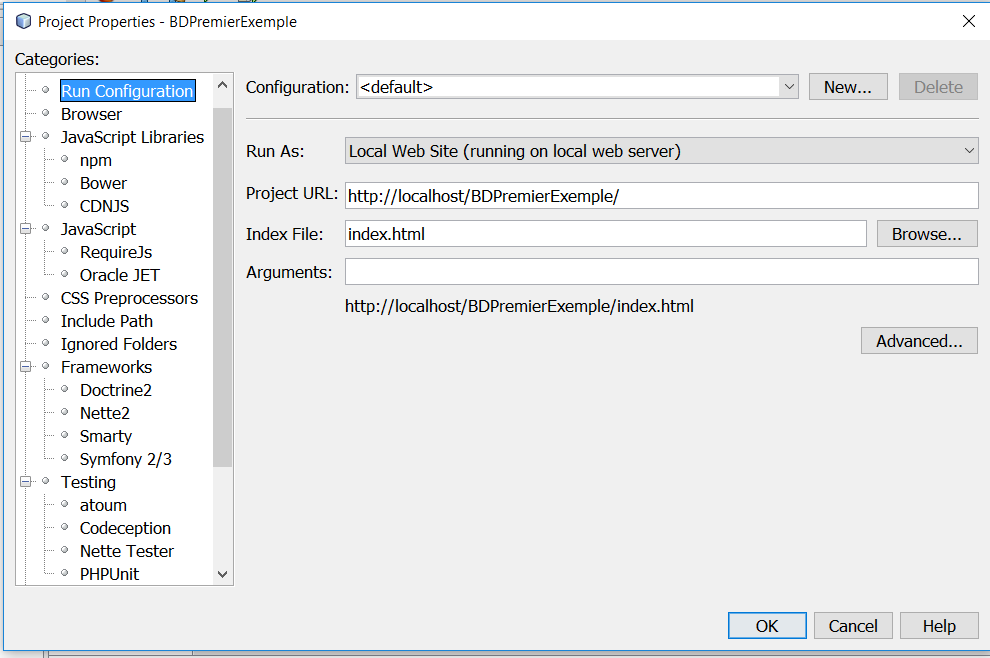 Project Properties - BDPremierExemple
Categories:
Run Configuration
Browser
JavaScript Libraries
npm
Bower
CDNJS
JavaScript
RequireJs
Oracle JET
CSS Preprocessors
Include Path
Ignored Folders
Frameworks
Doctrine2
Nette2
Smarty
Symfony 2/3
Testing
atoum
Codeception
Nette Tester
PHPUnit
Configuration: <default> New... Delete
Run As: Local Web Site (running on local web server)
Project URL: http://localhost/BDPremierExemple/
Index File: index.html Browse...
Arguments:
http://localhost/BDPremierExemple/index.html
Advanced...
OK Cancel Help